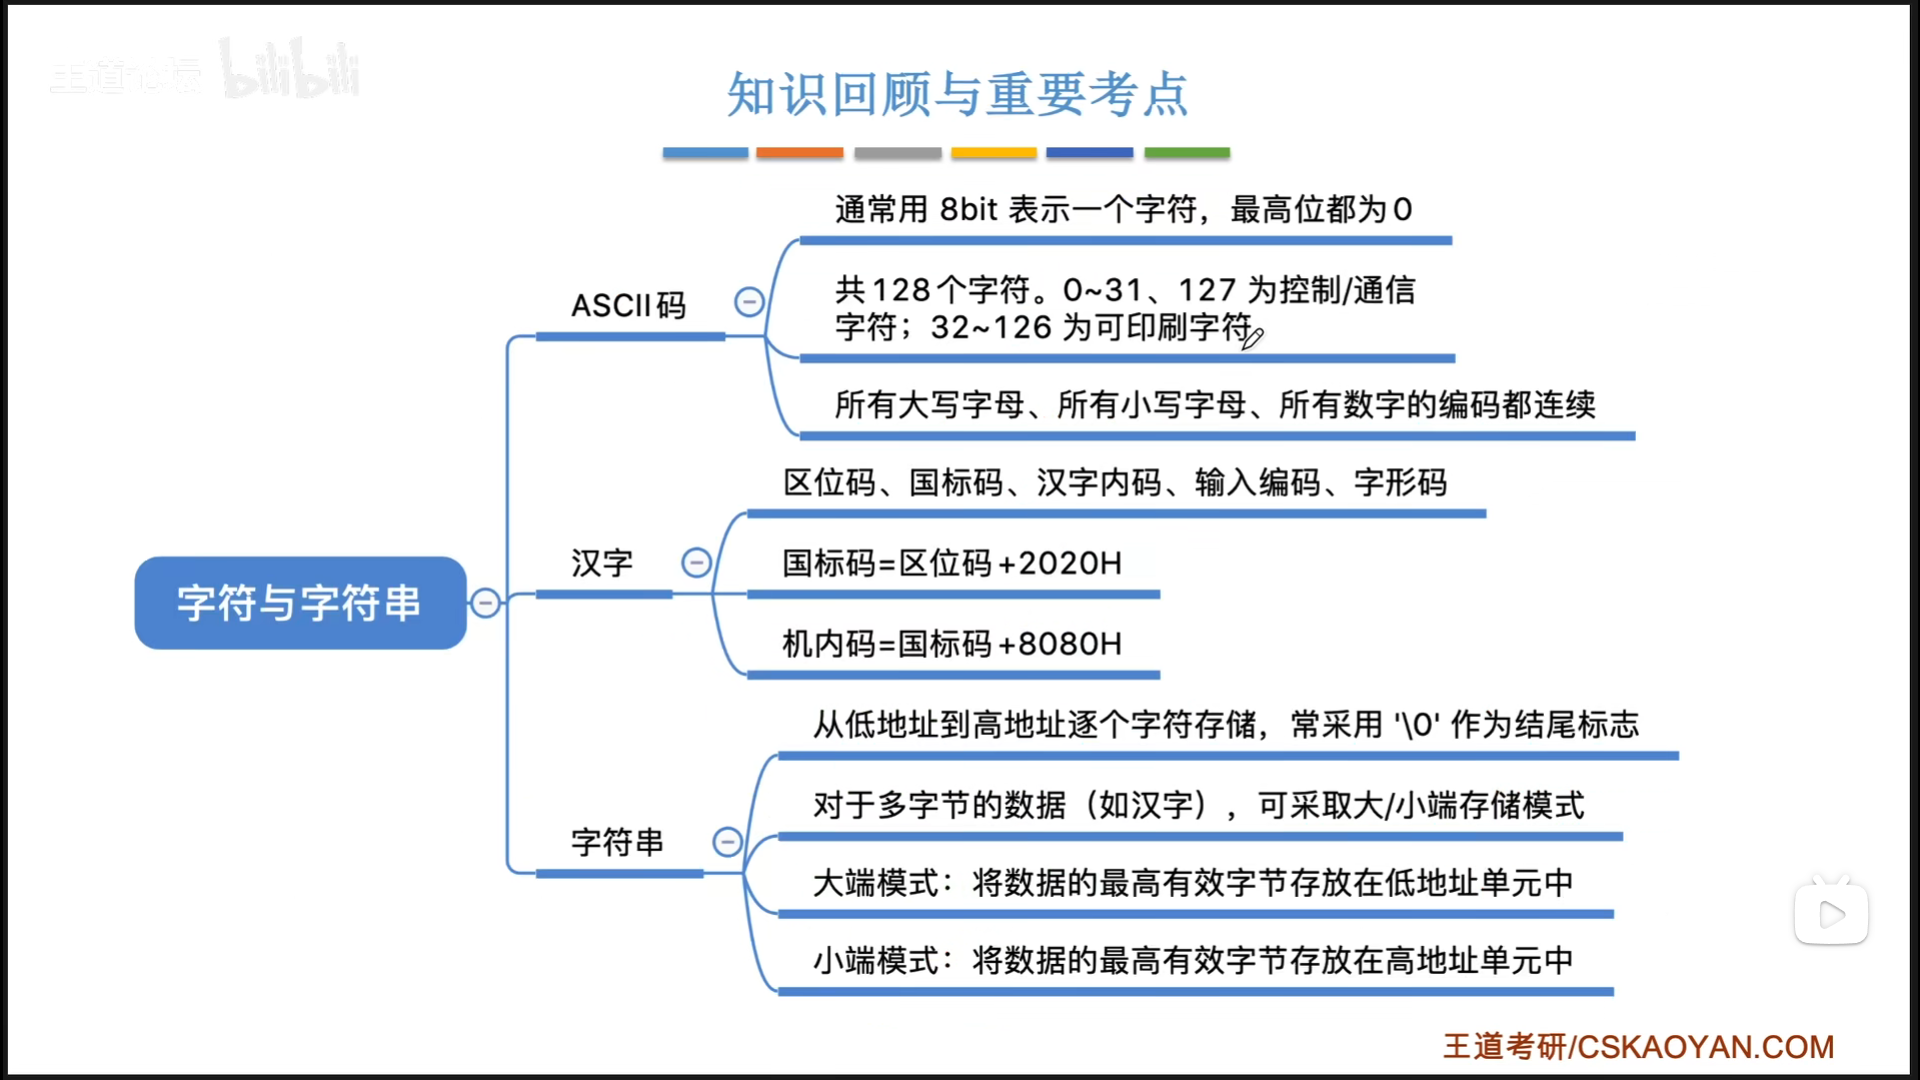 王道论坛 bilibili
知识回顾与重要考点
通常用 8bit 表示一个字符，最高位都为0
ASCII码
共128个字符。0~31、127 为控制/通信
字符；32~126 为可印刷字符
所有大写字母、所有小写字母、所有数字的编码都连续
区位码、国标码、汉字内码、输入编码、字形码
汉字
国标码=区位码+2020H
字符与字符串
机内码=国标码+8080H
从低地址到高地址逐个字符存储，常采用 '\0' 作为结尾标志
对于多字节的数据（如汉字），可采取大/小端存储模式
字符串
大端模式：将数据的最高有效字节存放在低地址单元中
小端模式：将数据的最高有效字节存放在高地址单元中
王道考研/CSKAOYAN.COM